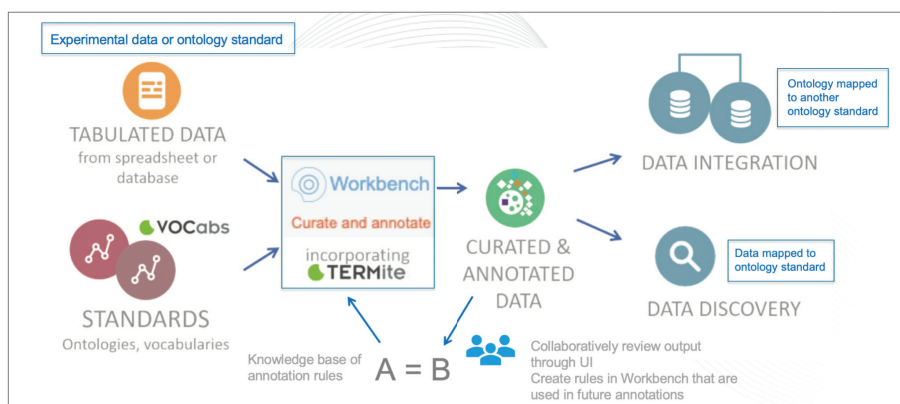 Experimental data or ontology standard
TABULATED DATA
from spreadsheet or
database
VOCabs
STANDARDS
Ontologies, vocabularies
Workbench
Curate and annotate
incorporating
TERMite
CURATED &
ANNOTATED
DATA
Knowledge base of
annotation rules
A = B
Collaboratively review output
through UI
Create rules in Workbench that are
used in future annotations
Ontology mapped
to another
ontology standard
DATA INTEGRATION
Data mapped to
ontology standard
DATA DISCOVERY